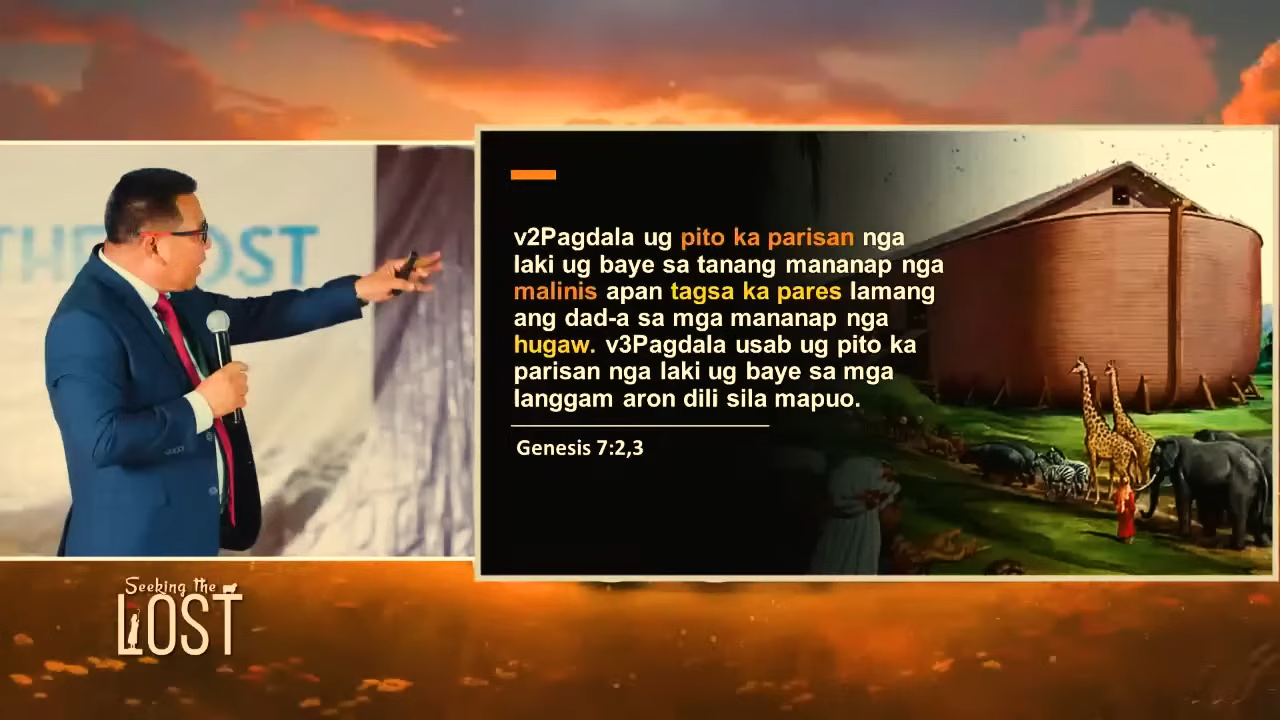 THE LOST
v2Pagdala ug pito ka parisan nga
laki ug baye sa tanang mananap nga
malinis apan tagsa ka pares lamang
ang dad-a sa mga mananap nga
hugaw. v3Pagdala usab ug pito ka
parisan nga laki ug baye sa mga
langgam aron dili sila mapuo.
Genesis 7:2,3
Seeking the
LOST